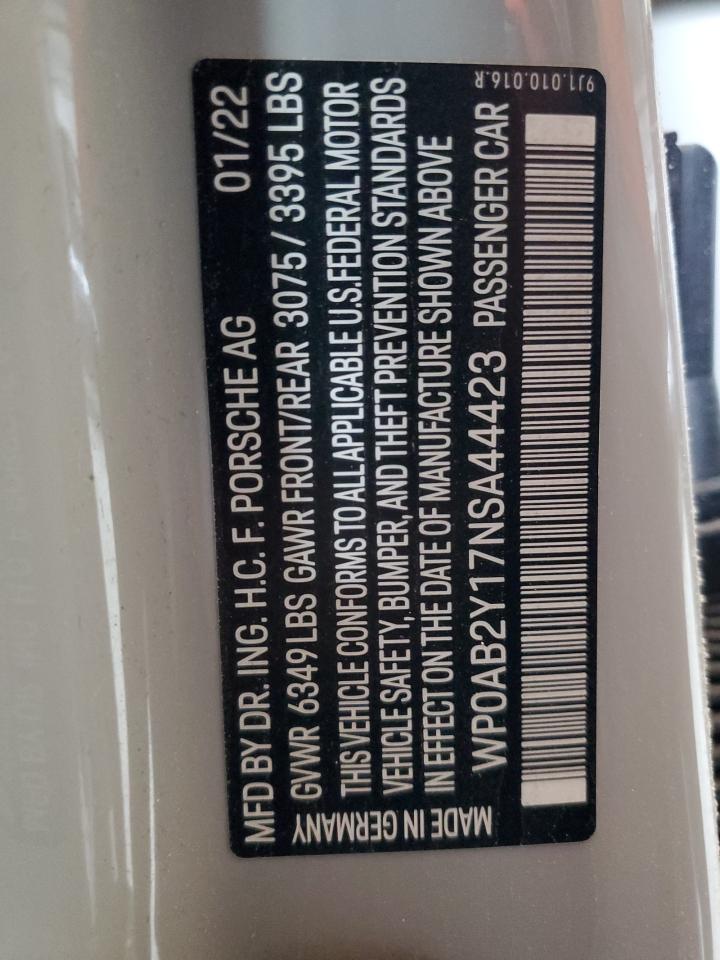 MFD BY DR. ING. H.C. F. PORSCHE AG 01/22
GVWR 6349 LBS GAWR FRONT/REAR 3075 / 3395 LBS
THIS VEHICLE CONFORMS TO ALL APPLICABLE U.S.FEDERAL MOTOR
VEHICLE SAFETY, BUMPER, AND THEFT PREVENTION STANDARDS
IN EFFECT ON THE DATE OF MANUFACTURE SHOWN ABOVE
WP0AB2Y17NSA44423 PASSENGER CAR
MADE IN GERMANY
9J1.010.016.R